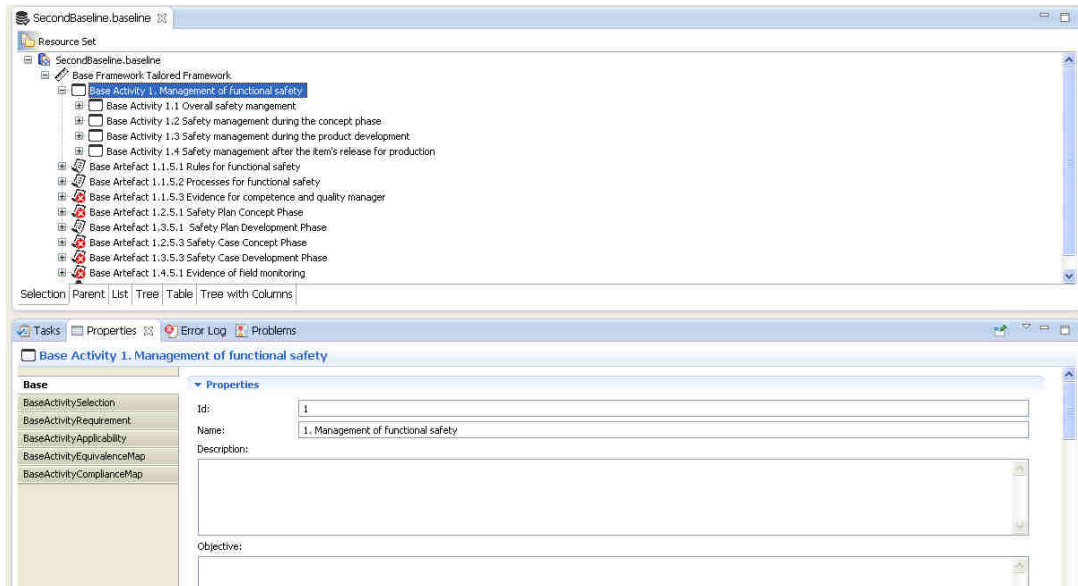 SecondBaseline.baseline
Resource Set
SecondBaseline.baseline
Base Framework Tailored Framework
Base Activity 1. Management of functional safety
Base Activity 1.1 Overall safety mangement
Base Activity 1.2 Safety management during the concept phase
Base Activity 1.3 Safety management during the product development
Base Activity 1.4 Safety management after the item's release for production
Base Artefact 1.1.5.1 Rules for functional safety
Base Artefact 1.1.5.2 Processes for functional safety
Base Artefact 1.1.5.3 Evidence for competence and quality manager
Base Artefact 1.2.5.1 Safety Plan Concept Phase
Base Artefact 1.3.5.1 Safety Plan Development Phase
Base Artefact 1.2.5.3 Safety Case Concept Phase
Base Artefact 1.3.5.3 Safety Case Development Phase
Base Artefact 1.4.5.1 Evidence of field monitoring
Selection Parent List Tree Table Tree with Columns
Tasks Properties Error Log Problems
Base Activity 1. Management of functional safety
Base
BaseActivitySelection
BaseActivityRequirement
BaseActivityApplicability
BaseActivityEquivalenceMap
BaseActivityComplianceMap
Properties
Id: 1
Name: 1. Management of functional safety
Description:
Objective: